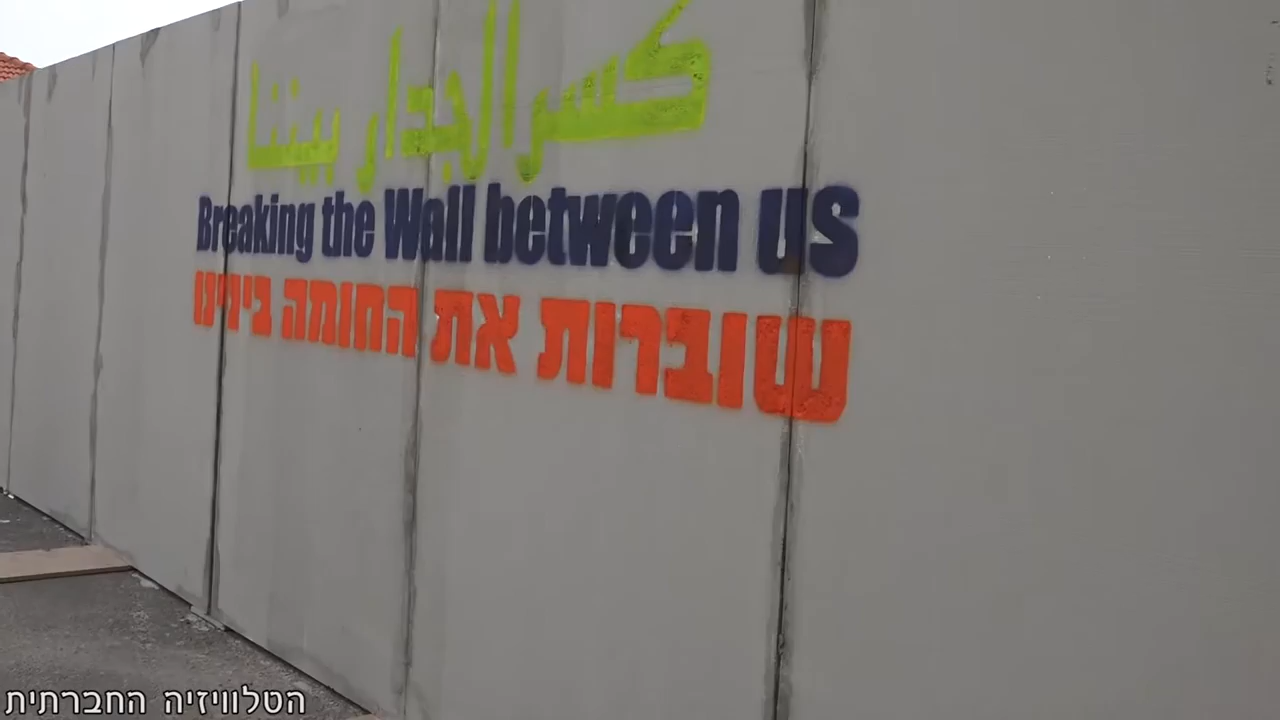 كسر الجدار بيننا
Breaking the Wall between us
שוברות את החומה בינינו
הטלוויזיה החברתית